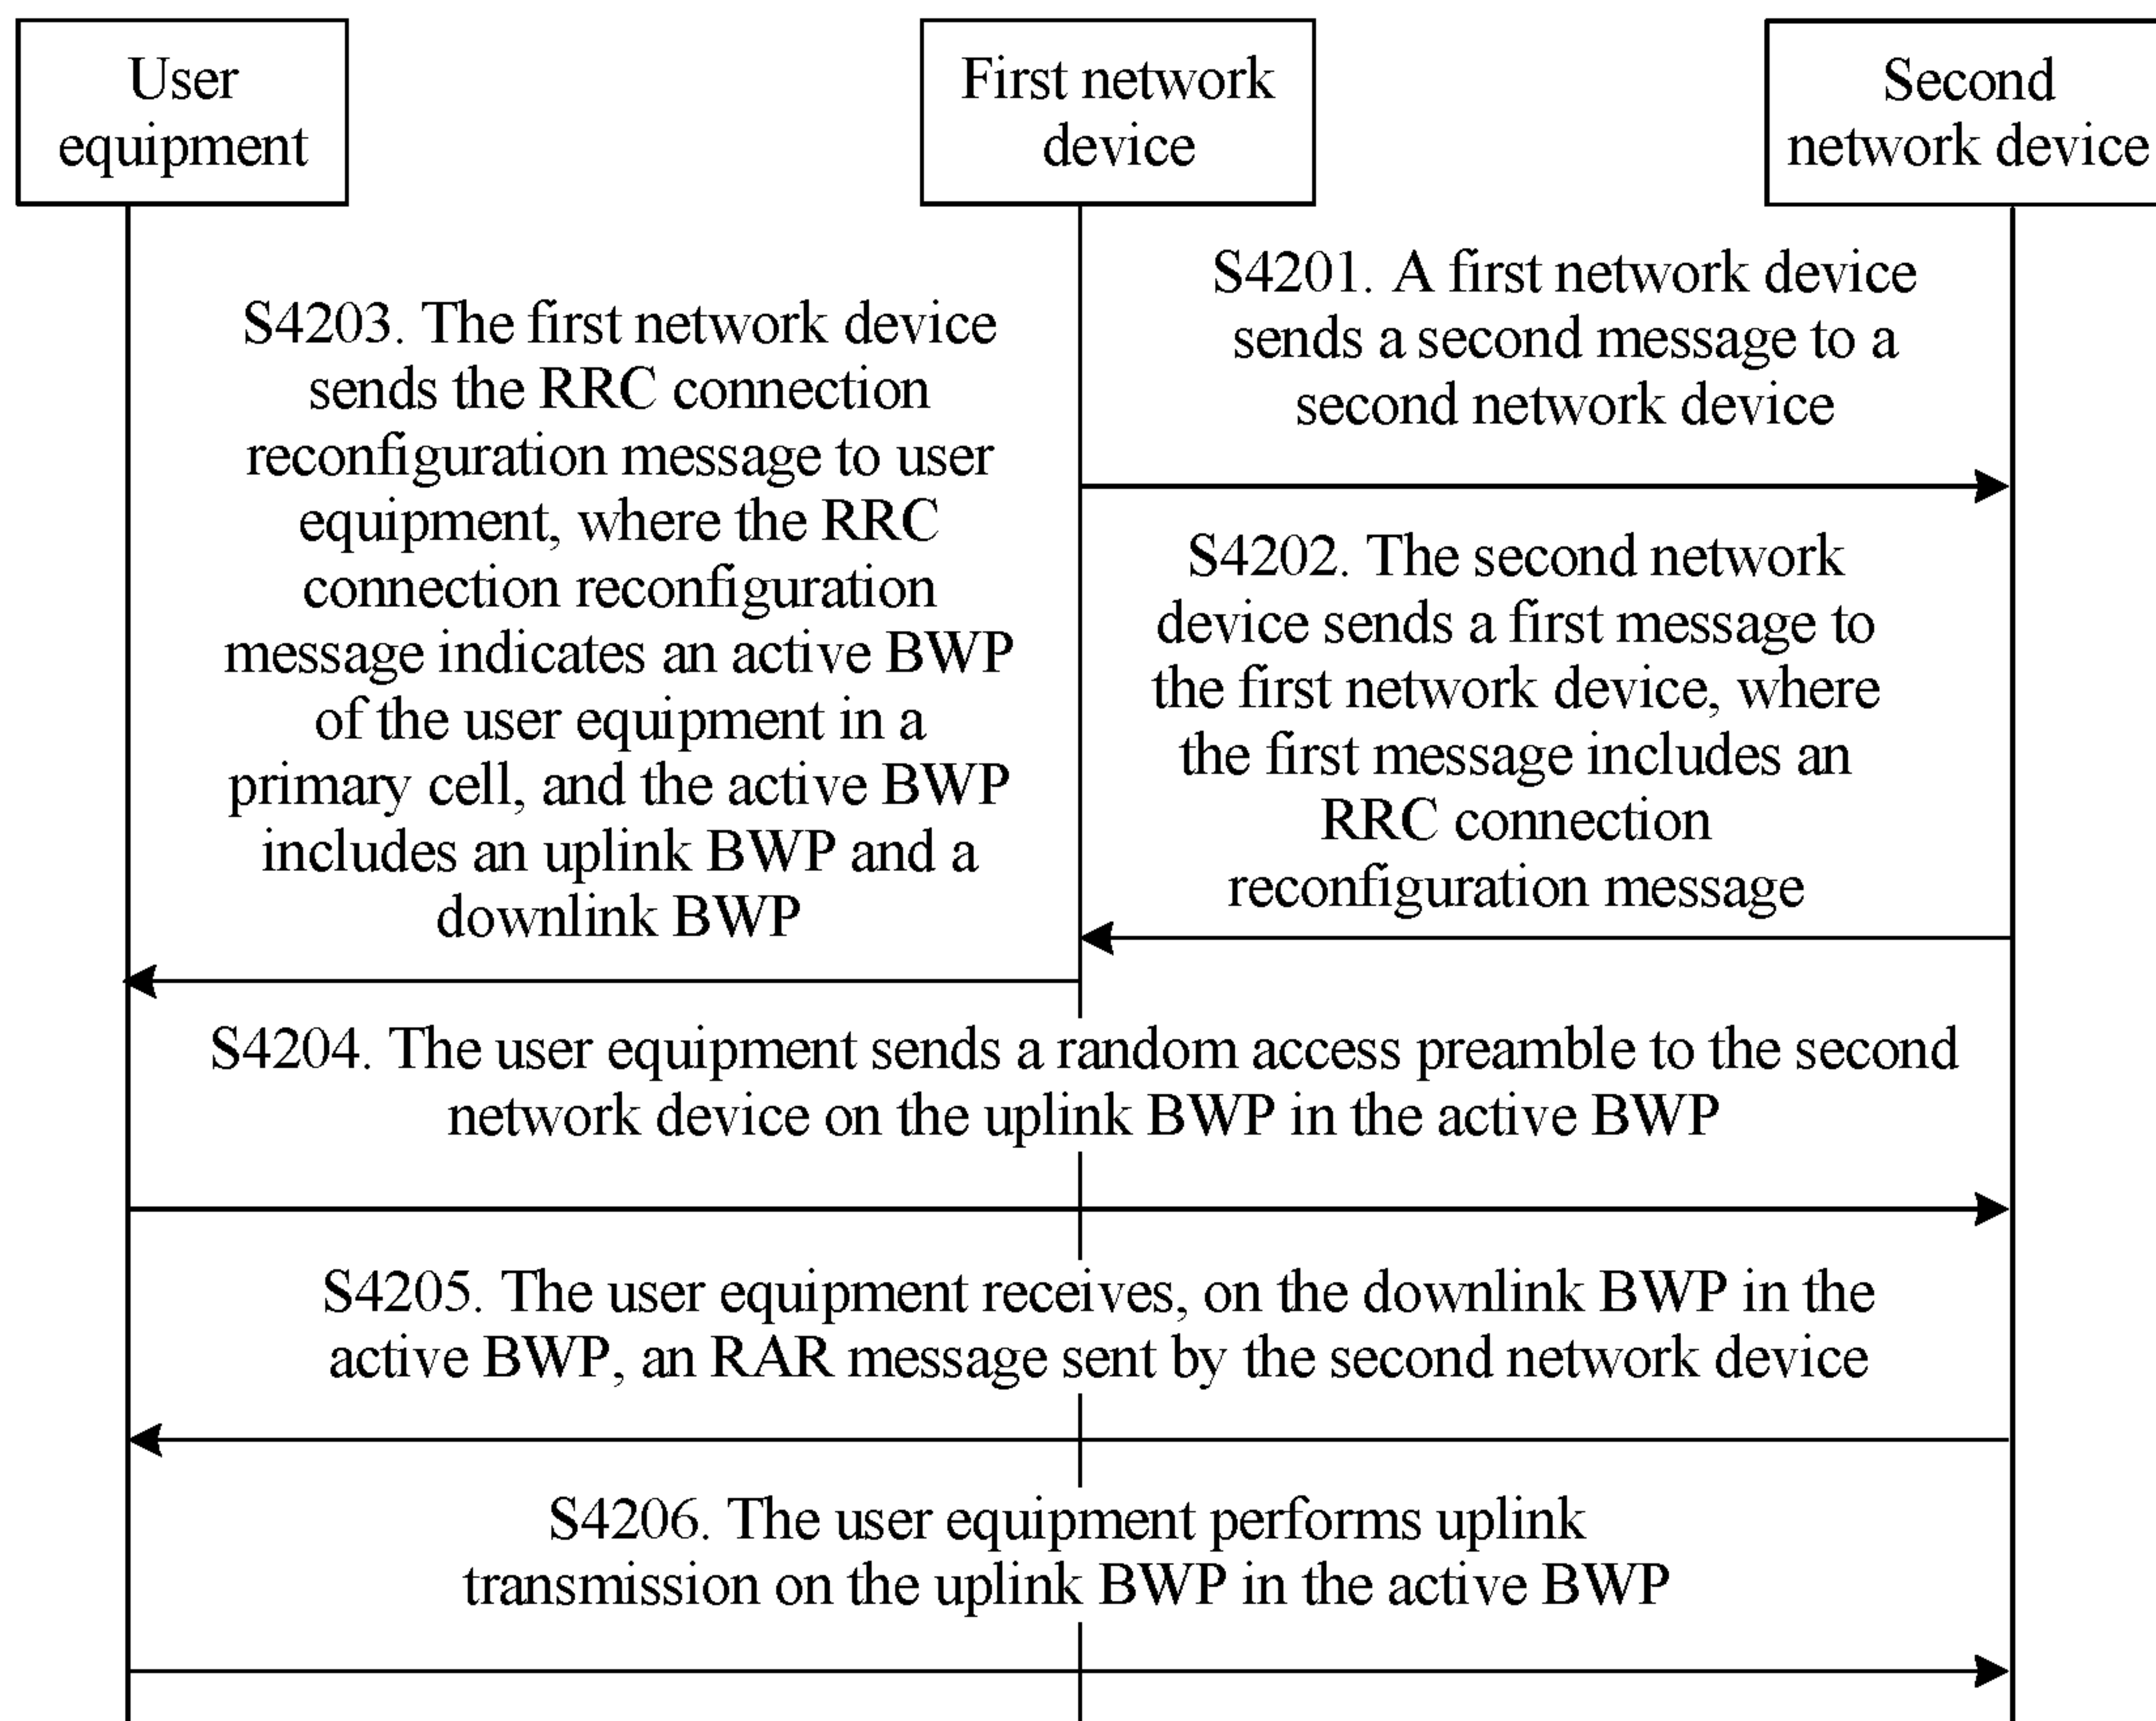 User
equipment
First network
device
Second
network device
S4201. A first network device
sends a second message to a
second network device
S4203. The first network device
sends the RRC connection
reconfiguration message to user
equipment, where the RRC
connection reconfiguration
message indicates an active BWP
of the user equipment in a
primary cell, and the active BWP
includes an uplink BWP and a
downlink BWP
S4202. The second network
device sends a first message to
the first network device, where
the first message includes an
RRC connection
reconfiguration message
S4204. The user equipment sends a random access preamble to the second
network device on the uplink BWP in the active BWP
S4205. The user equipment receives, on the downlink BWP in the
active BWP, an RAR message sent by the second network device
S4206. The user equipment performs uplink
transmission on the uplink BWP in the active BWP